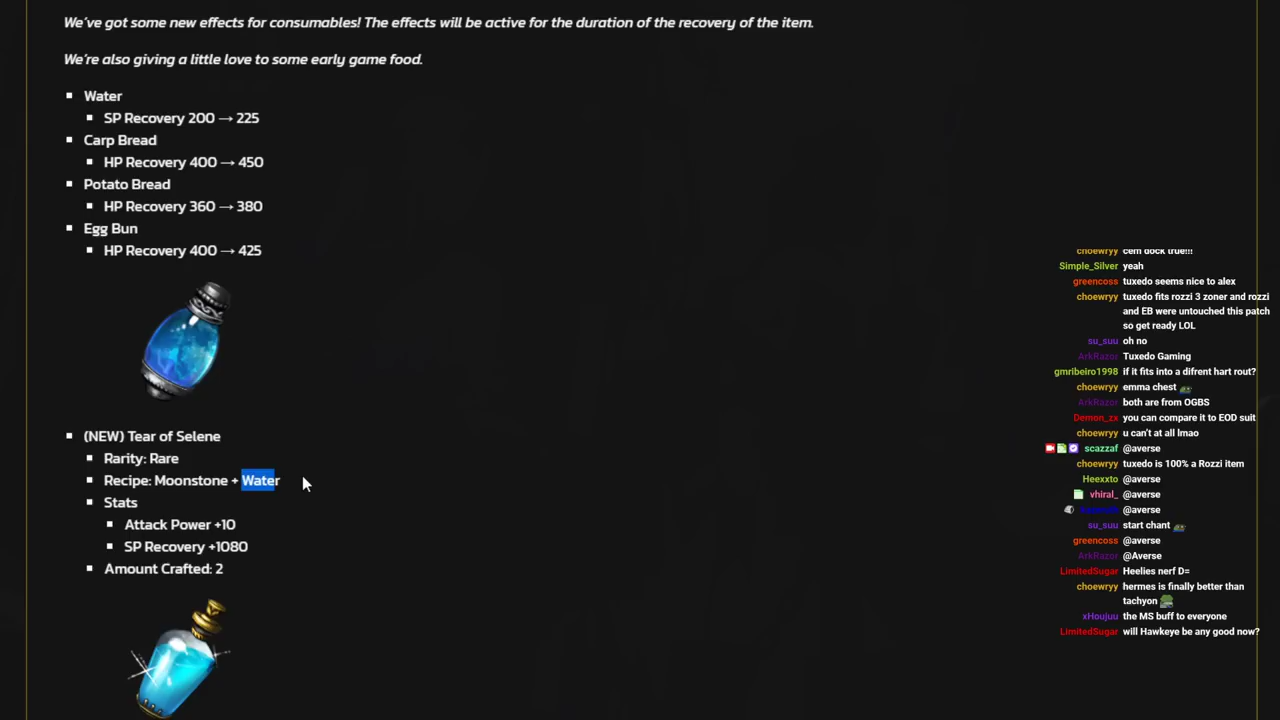 We've got some new effects for consumables! The effects will be active for the duration of the recovery of the item.
We're also giving a little love to some early game food.
Water
SP Recovery 200 → 225
Carp Bread
HP Recovery 400 → 450
Potato Bread
HP Recovery 360 → 380
Egg Bun
HP Recovery 400 → 425
(NEW) Tear of Selene
Rarity: Rare
Recipe: Moonstone + Water
Stats
Attack Power +10
SP Recovery +1080
Amount Crafted: 2
choewryy cem dock true!!!
Simple_Silver yeah
greencoss tuxedo seems nice to alex
choewryy tuxedo fits rozzi 3 zoner and rozzi
and EB were untouched this patch
so get ready LOL
su_suu oh no
ArkRazor Tuxedo Gaming
gmribeiro1998 if it fits into a difrent hart rout?
choewryy emma chest
ArkRazor both are from OGBS
Demon_zx you can compare it to EOD suit
choewryy u can't at all lmao
scazzaf @averse
choewryy tuxedo is 100% a Rozzi item
Heexxto @averse
vhiral_ @averse
@averse
su_suu start chant
greencoss @averse
ArkRazor @Averse
LimitedSugar Heelies nerf D=
choewryy hermes is finally better than
tachyon
xHoujuu the MS buff to everyone
LimitedSugar will Hawkeye be any good now?